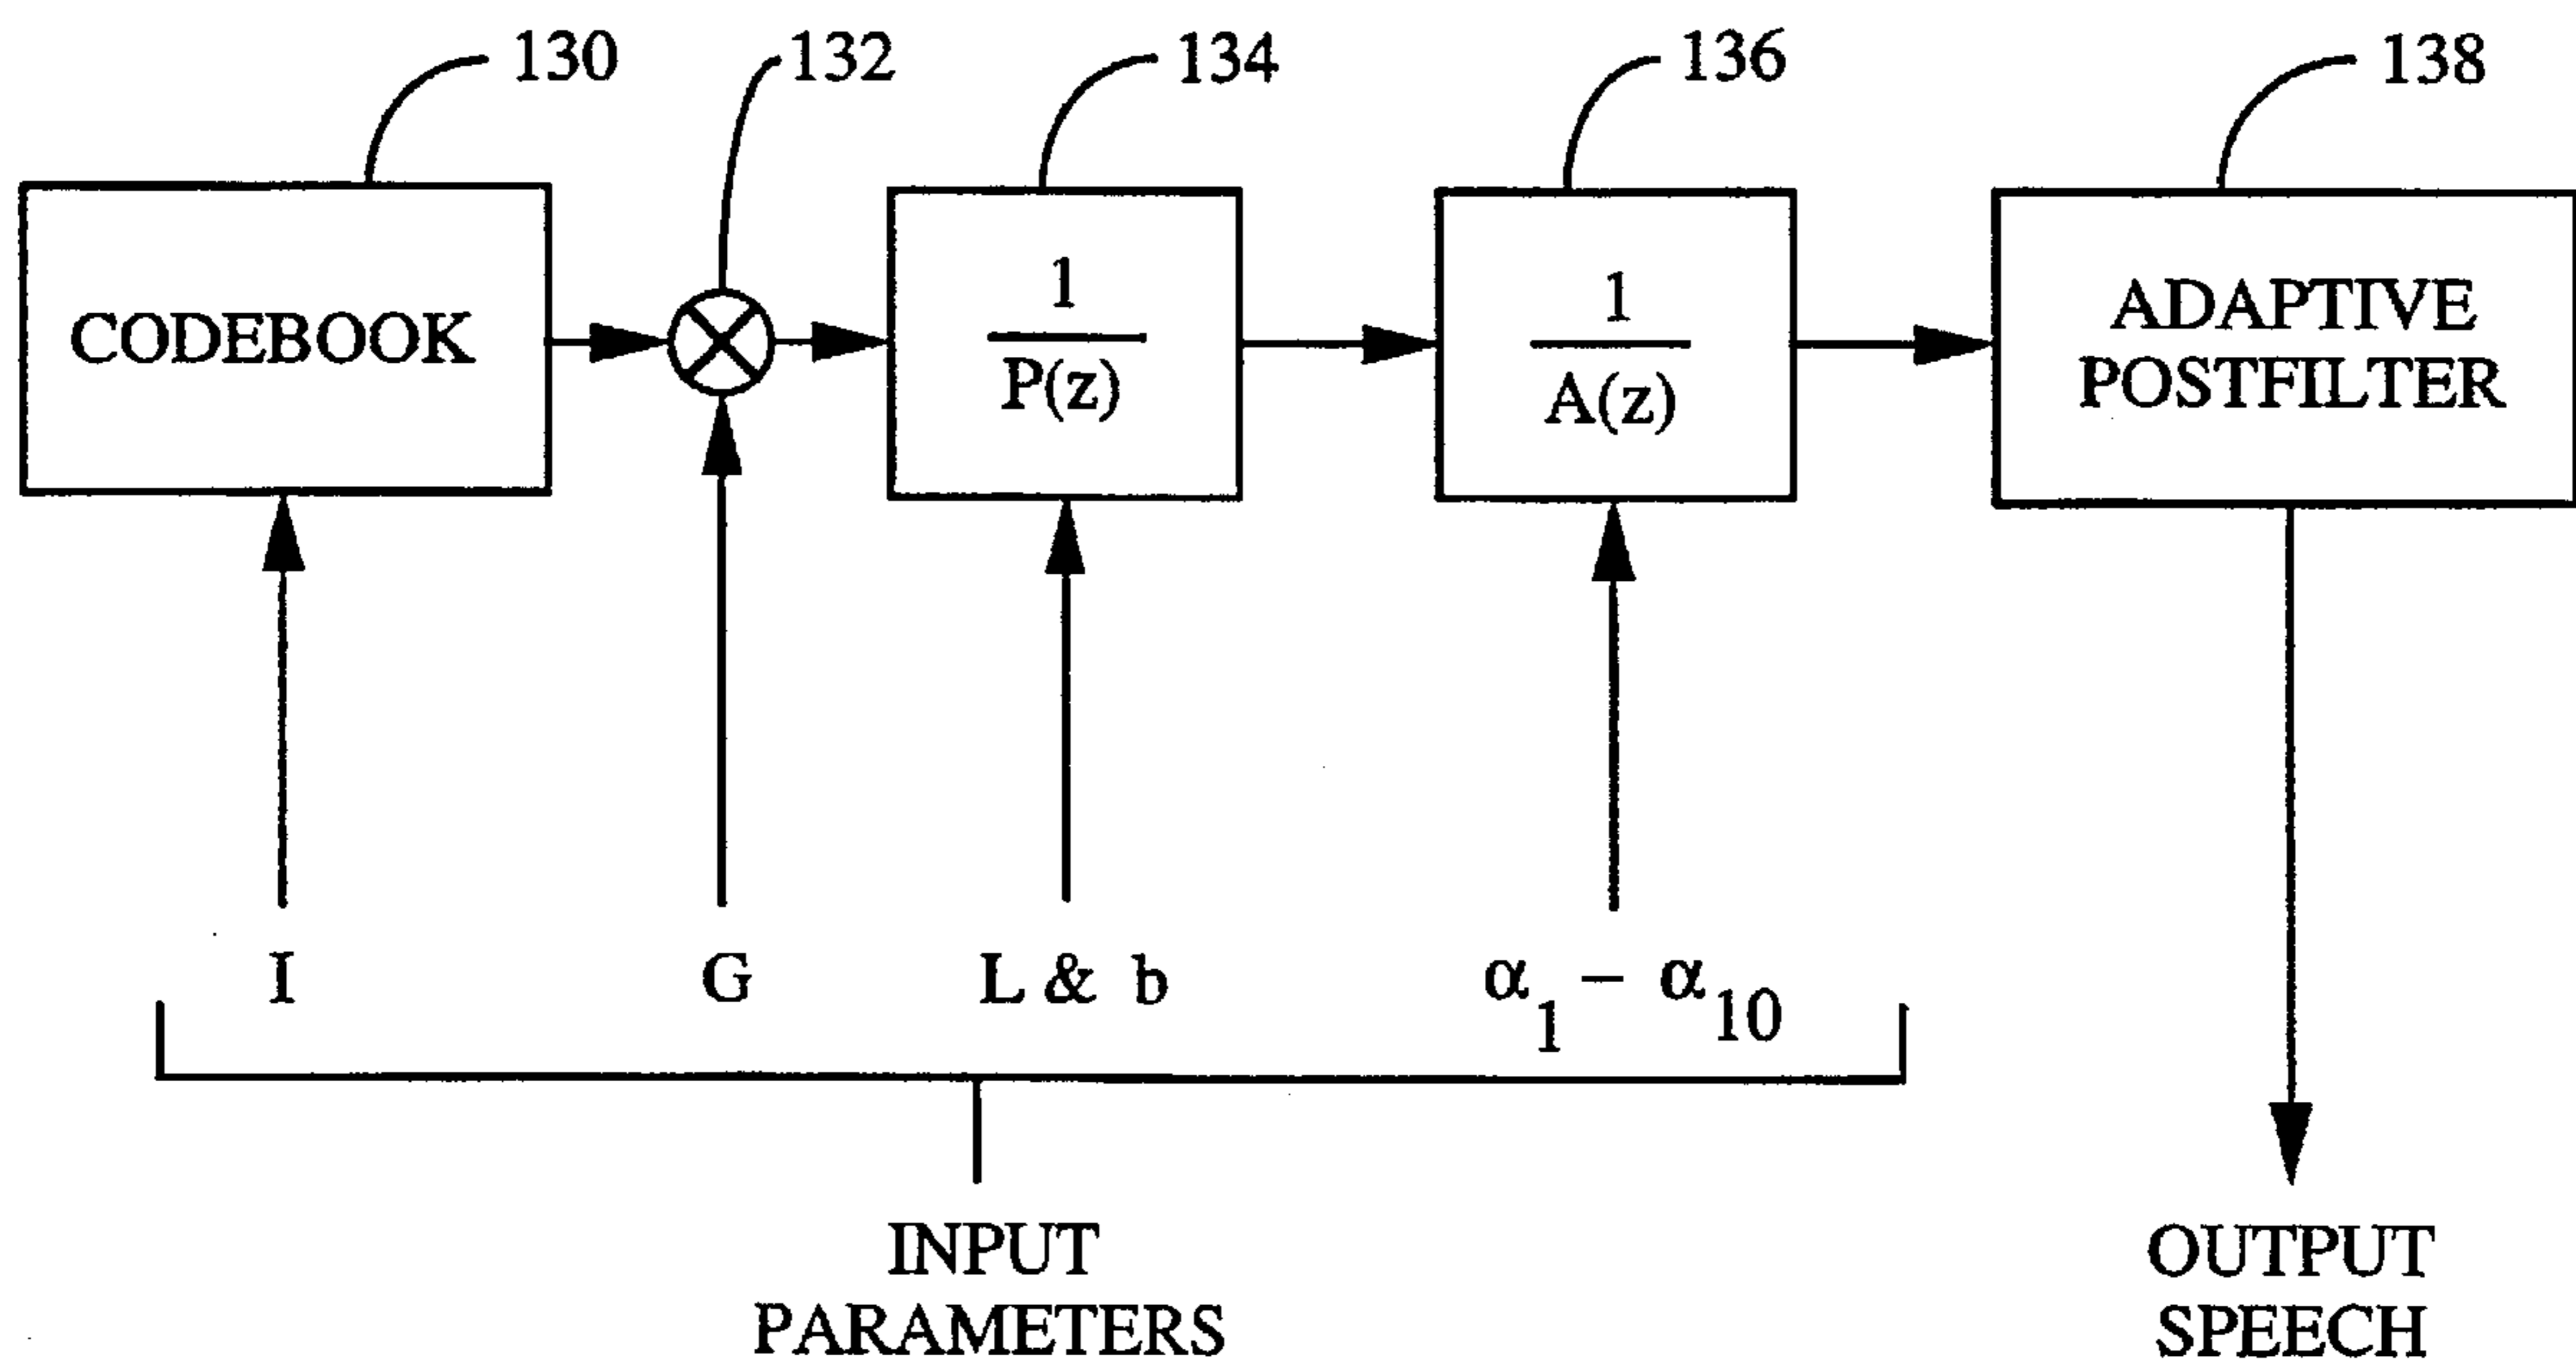 130
132
134
136
138
CODEBOOK
1
P(z)
1
A(z)
ADAPTIVE
POSTFILTER
I
G
L & b
α1 – α10
INPUT
PARAMETERS
OUTPUT
SPEECH